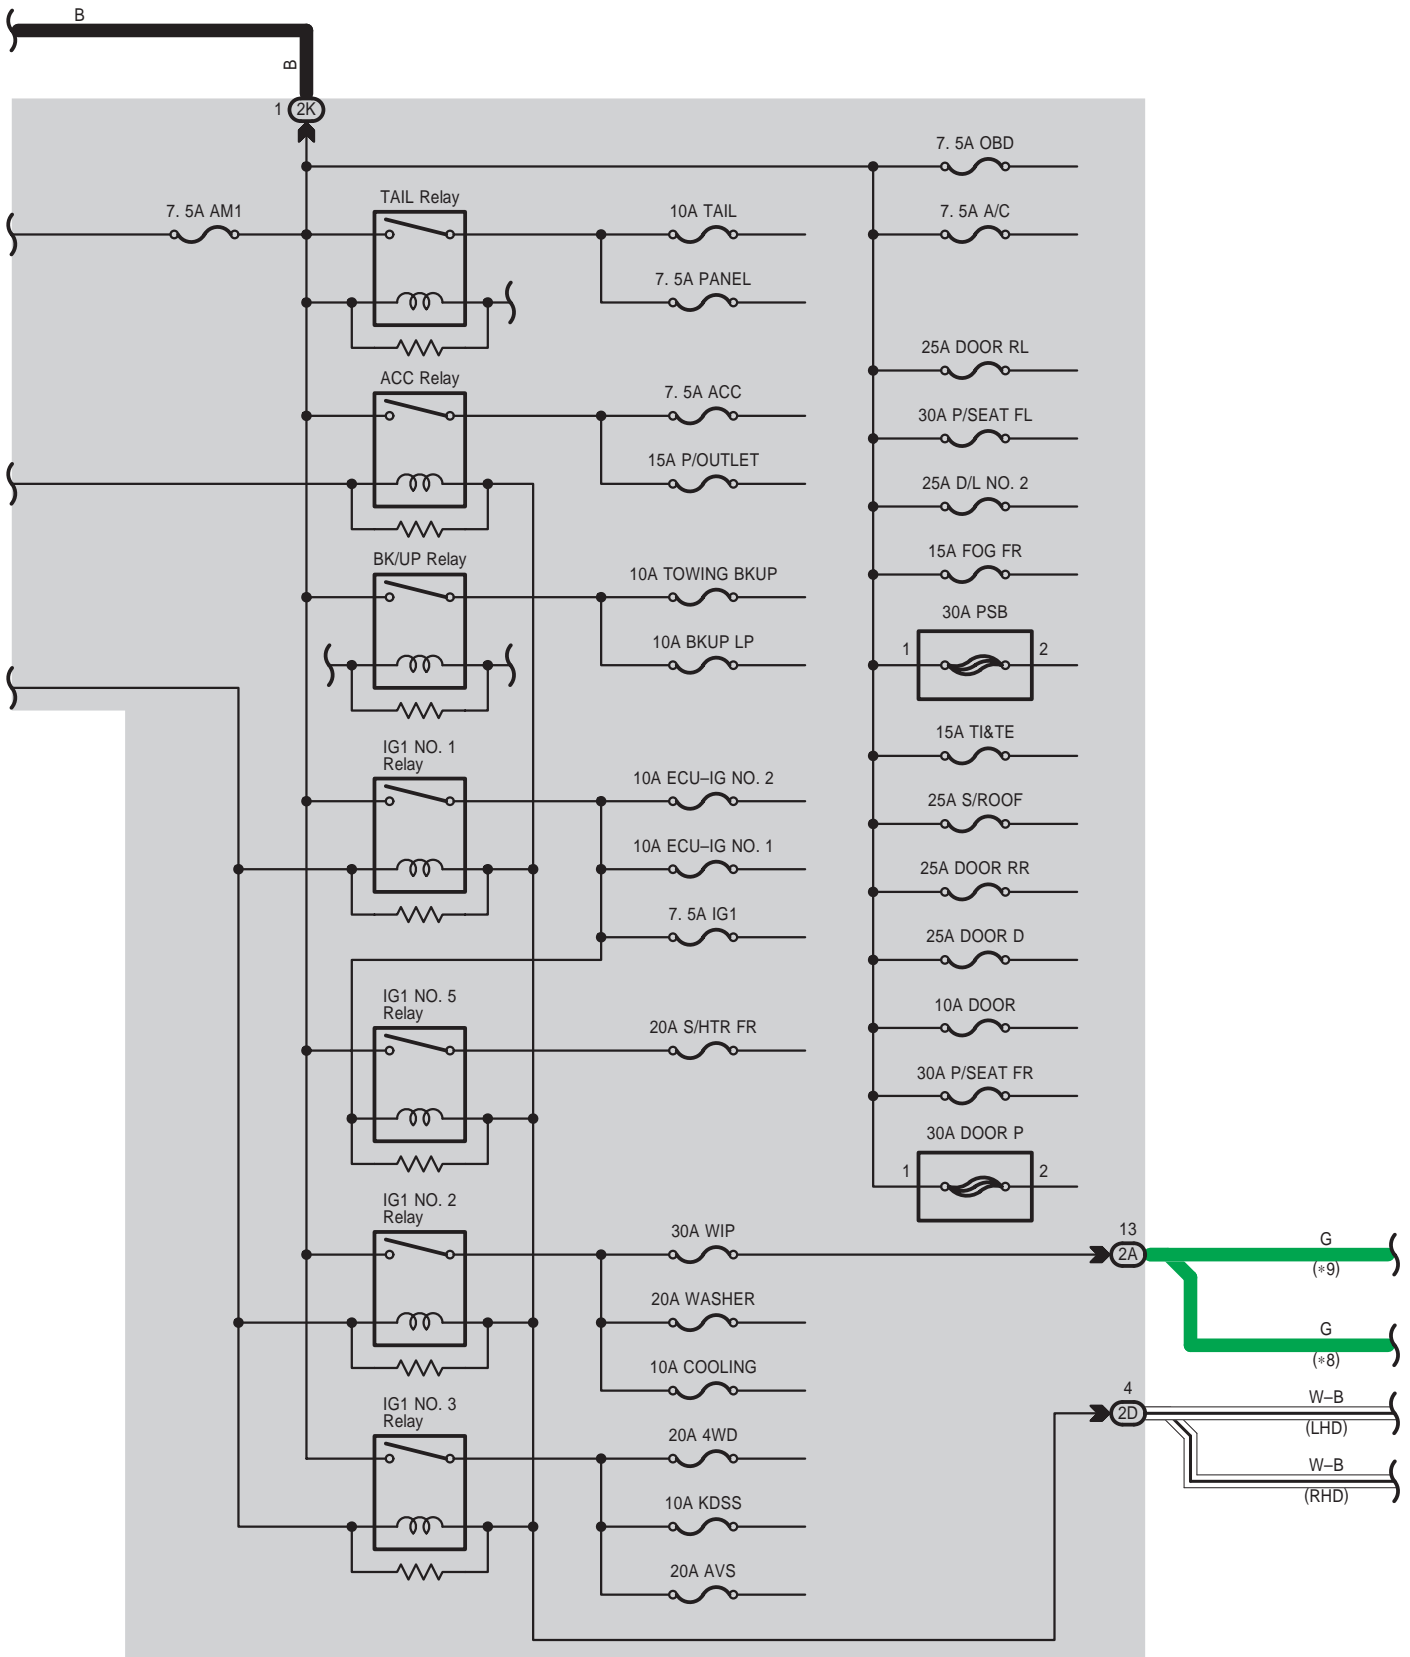 B
B
1 2K
7. 5A OBD
TAIL Relay
7. 5A AM1
10A TAIL
7. 5A A/C
7. 5A PANEL
25A DOOR RL
ACC Relay
7. 5A ACC
30A P/SEAT FL
15A P/OUTLET
25A D/L NO. 2
BK/UP Relay
10A TOWING BKUP
15A FOG FR
30A PSB
10A BKUP LP
1 2
15A TI&TE
IG1 NO. 1
Relay
10A ECU–IG NO. 2
25A S/ROOF
10A ECU–IG NO. 1
25A DOOR RR
7. 5A IG1
25A DOOR D
IG1 NO. 5
Relay
10A DOOR
20A S/HTR FR
30A P/SEAT FR
30A DOOR P
1 2
IG1 NO. 2
Relay
30A WIP
13
2A
G
(*9)
20A WASHER
G
(*8)
10A COOLING
4
2D
W–B
(LHD)
IG1 NO. 3
Relay
20A 4WD
W–B
(RHD)
10A KDSS
20A AVS